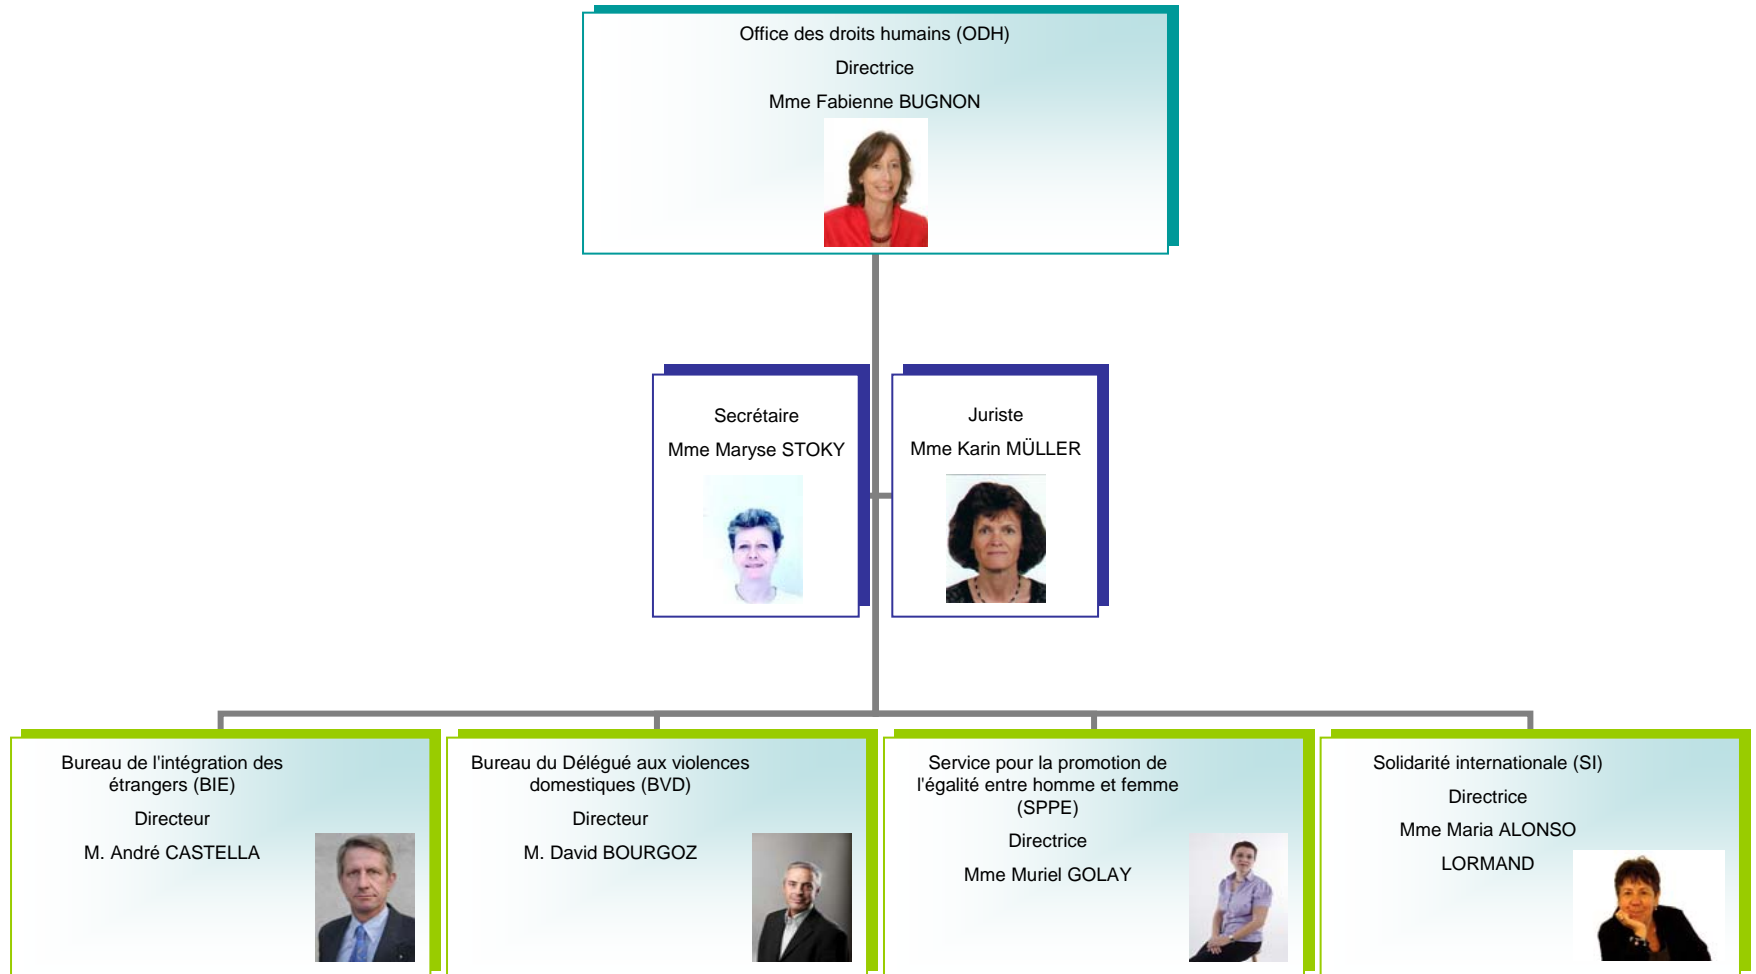 Office des droits humains (ODH)
Directrice
Mme Fabienne BUGNON
Secrétaire
Mme Maryse STOKY
Juriste
Mme Karin MÜLLER
Bureau de l'intégration des
étrangers (BIE)
Directeur
M. André CASTELLA
Bureau du Délégué aux violences
domestiques (BVD)
Directeur
M. David BOURGOZ
Service pour la promotion de
l'égalité entre homme et femme
(SPPE)
Directrice
Mme Muriel GOLAY
Solidarité internationale (SI)
Directrice
Mme Maria ALONSO
LORMAND